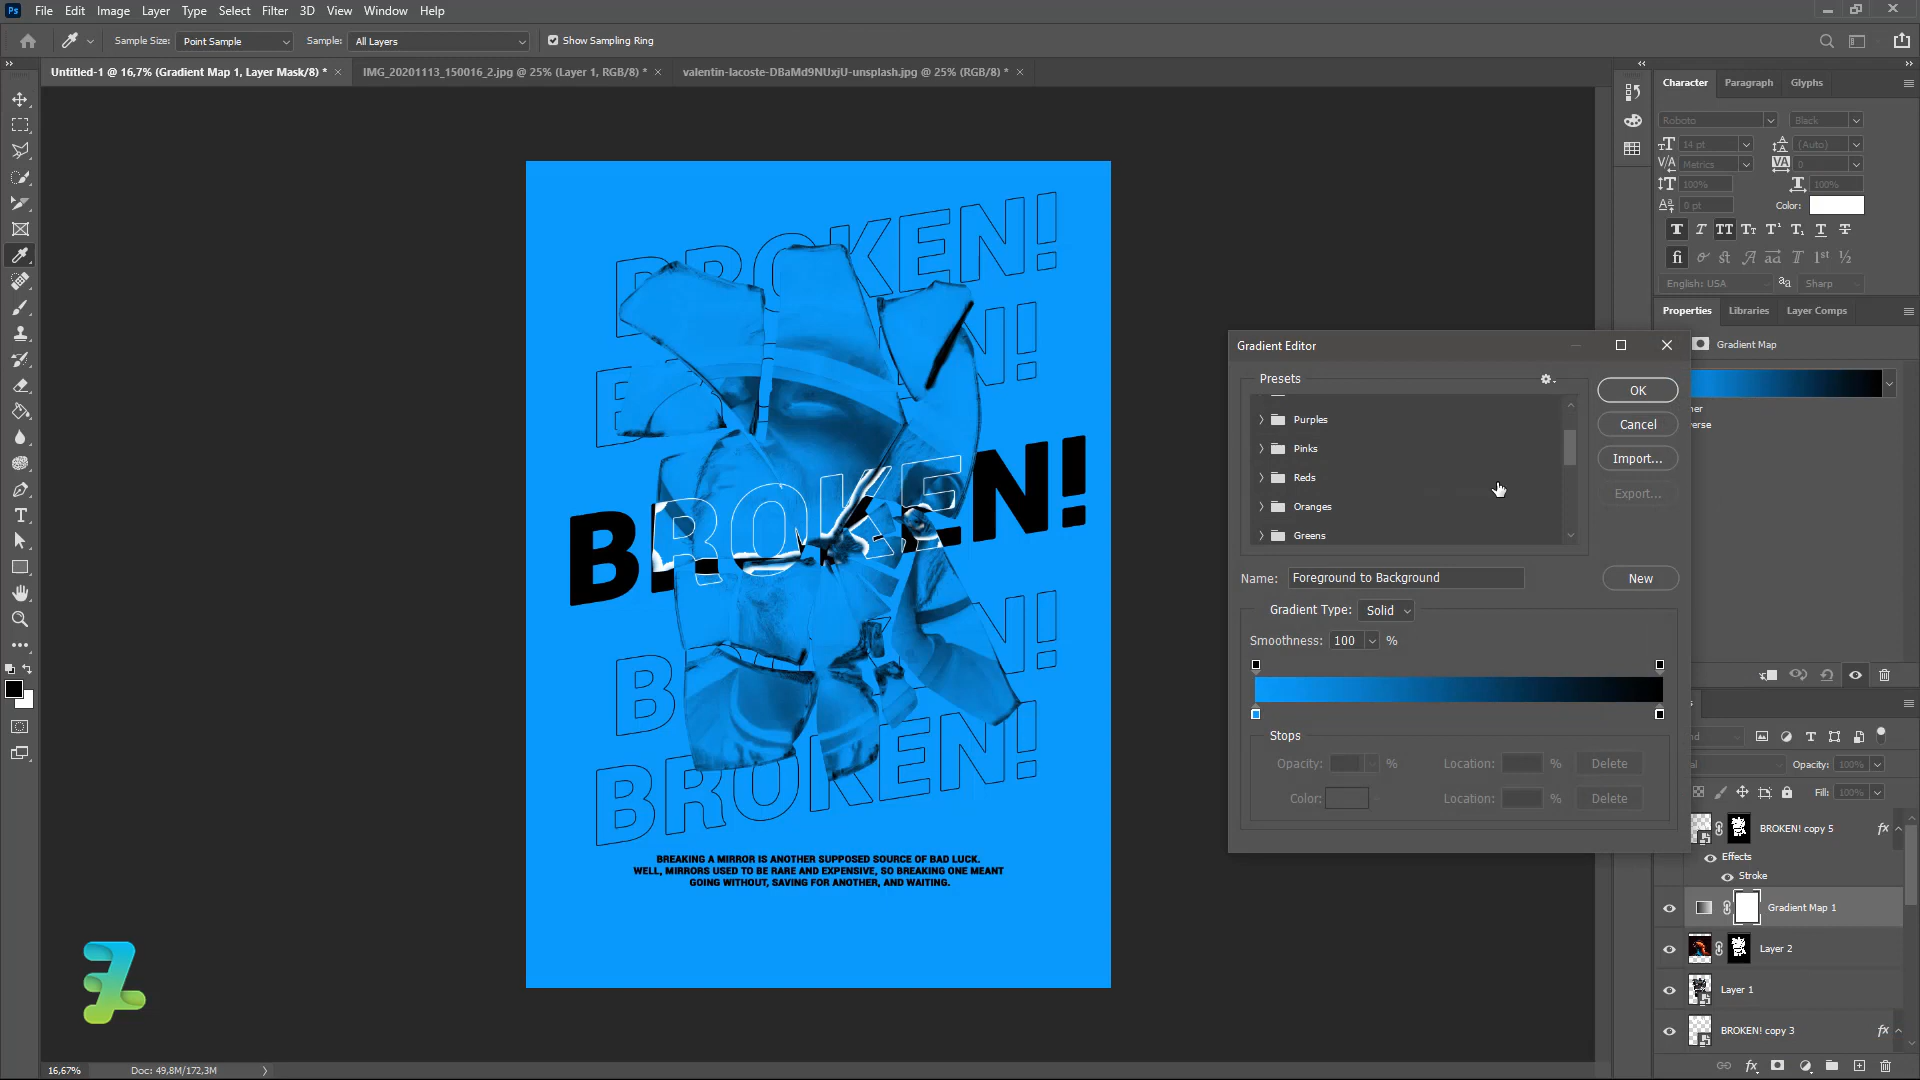 Ps File Edit Image Layer Type Select Filter 3D View Window Help
Sample Size: Point Sample Sample: All Layers Show Sampling Ring
Untitled-1 @ 16,7% (Gradient Map 1, Layer Mask/8) * × IMG_20201113_150016_2.jpg @ 25% (Layer 1, RGB/8) * × valentin-lacoste-DBaMd9NUxjU-unsplash.jpg @ 25% (RGB/8) * ×
Character Paragraph Glyphs
Roboto Black
14 pt (Auto)
Metrics 0
100% 100%
0 pt Color:
English: USA Sharp
Properties Libraries Layer Comps
Gradient Map
BROKEN!
BROKEN!
BROKEN!
BROKEN!
BROKEN!
BREAKING A MIRROR IS ANOTHER SUPPOSED SOURCE OF BAD LUCK.
WELL, MIRRORS USED TO BE RARE AND EXPENSIVE, SO BREAKING ONE MEANT
GOING WITHOUT, SAVING FOR ANOTHER, AND WAITING.
Gradient Editor
Presets
Purples
Pinks
Reds
Oranges
Greens
OK
Cancel
Import...
Export...
Name: Foreground to Background New
Gradient Type: Solid
Smoothness: 100 %
Stops
Opacity: % Location: % Delete
Color: Location: % Delete
Opacity: 100%
Fill: 100%
BROKEN! copy 5 fx
Effects
Stroke
Gradient Map 1
Layer 2
Layer 1
BROKEN! copy 3 fx
16,67% Doc: 49,8M/172,3M